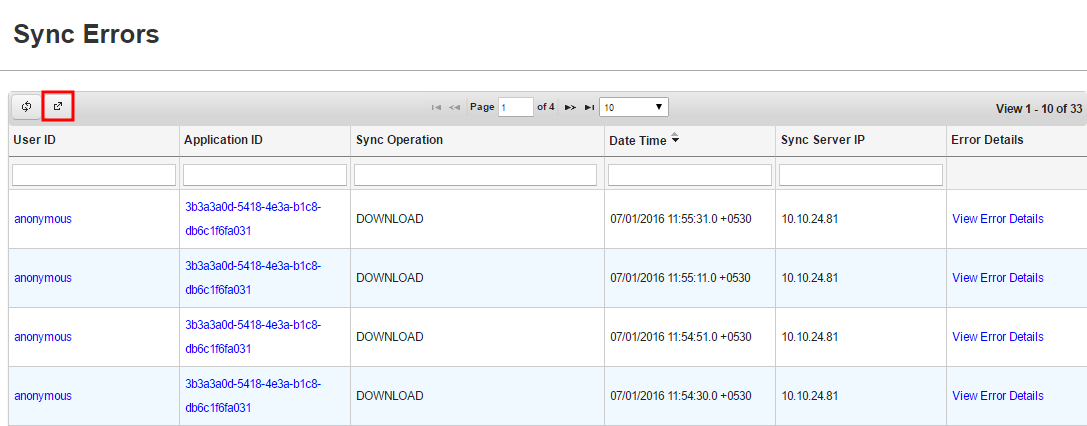 Sync Errors
Page 1 of 4 10 View 1 - 10 of 33
User ID Application ID Sync Operation Date Time Sync Server IP Error Details
anonymous 3b3a3a0d-5418-4e3a-b1c8-db6c1f6fa031 DOWNLOAD 07/01/2016 11:55:31.0 +0530 10.10.24.81 View Error Details
anonymous 3b3a3a0d-5418-4e3a-b1c8-db6c1f6fa031 DOWNLOAD 07/01/2016 11:55:11.0 +0530 10.10.24.81 View Error Details
anonymous 3b3a3a0d-5418-4e3a-b1c8-db6c1f6fa031 DOWNLOAD 07/01/2016 11:54:51.0 +0530 10.10.24.81 View Error Details
anonymous 3b3a3a0d-5418-4e3a-b1c8-db6c1f6fa031 DOWNLOAD 07/01/2016 11:54:30.0 +0530 10.10.24.81 View Error Details